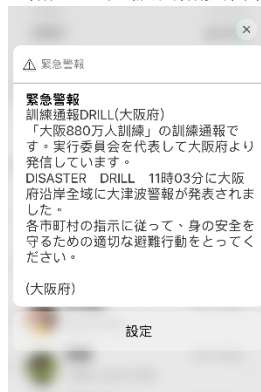 緊急警報
緊急警報
訓練通報DRILL(大阪府)
「大阪880万人訓練」の訓練通報で
す。実行委員会を代表して大阪府より
発信しています。
DISASTER DRILL 11時03分に大阪
府沿岸全域に大津波警報が発表されま
した。
各市町村の指示に従って、身の安全を
守るための適切な避難行動をとってく
ださい。
(大阪府)
設定